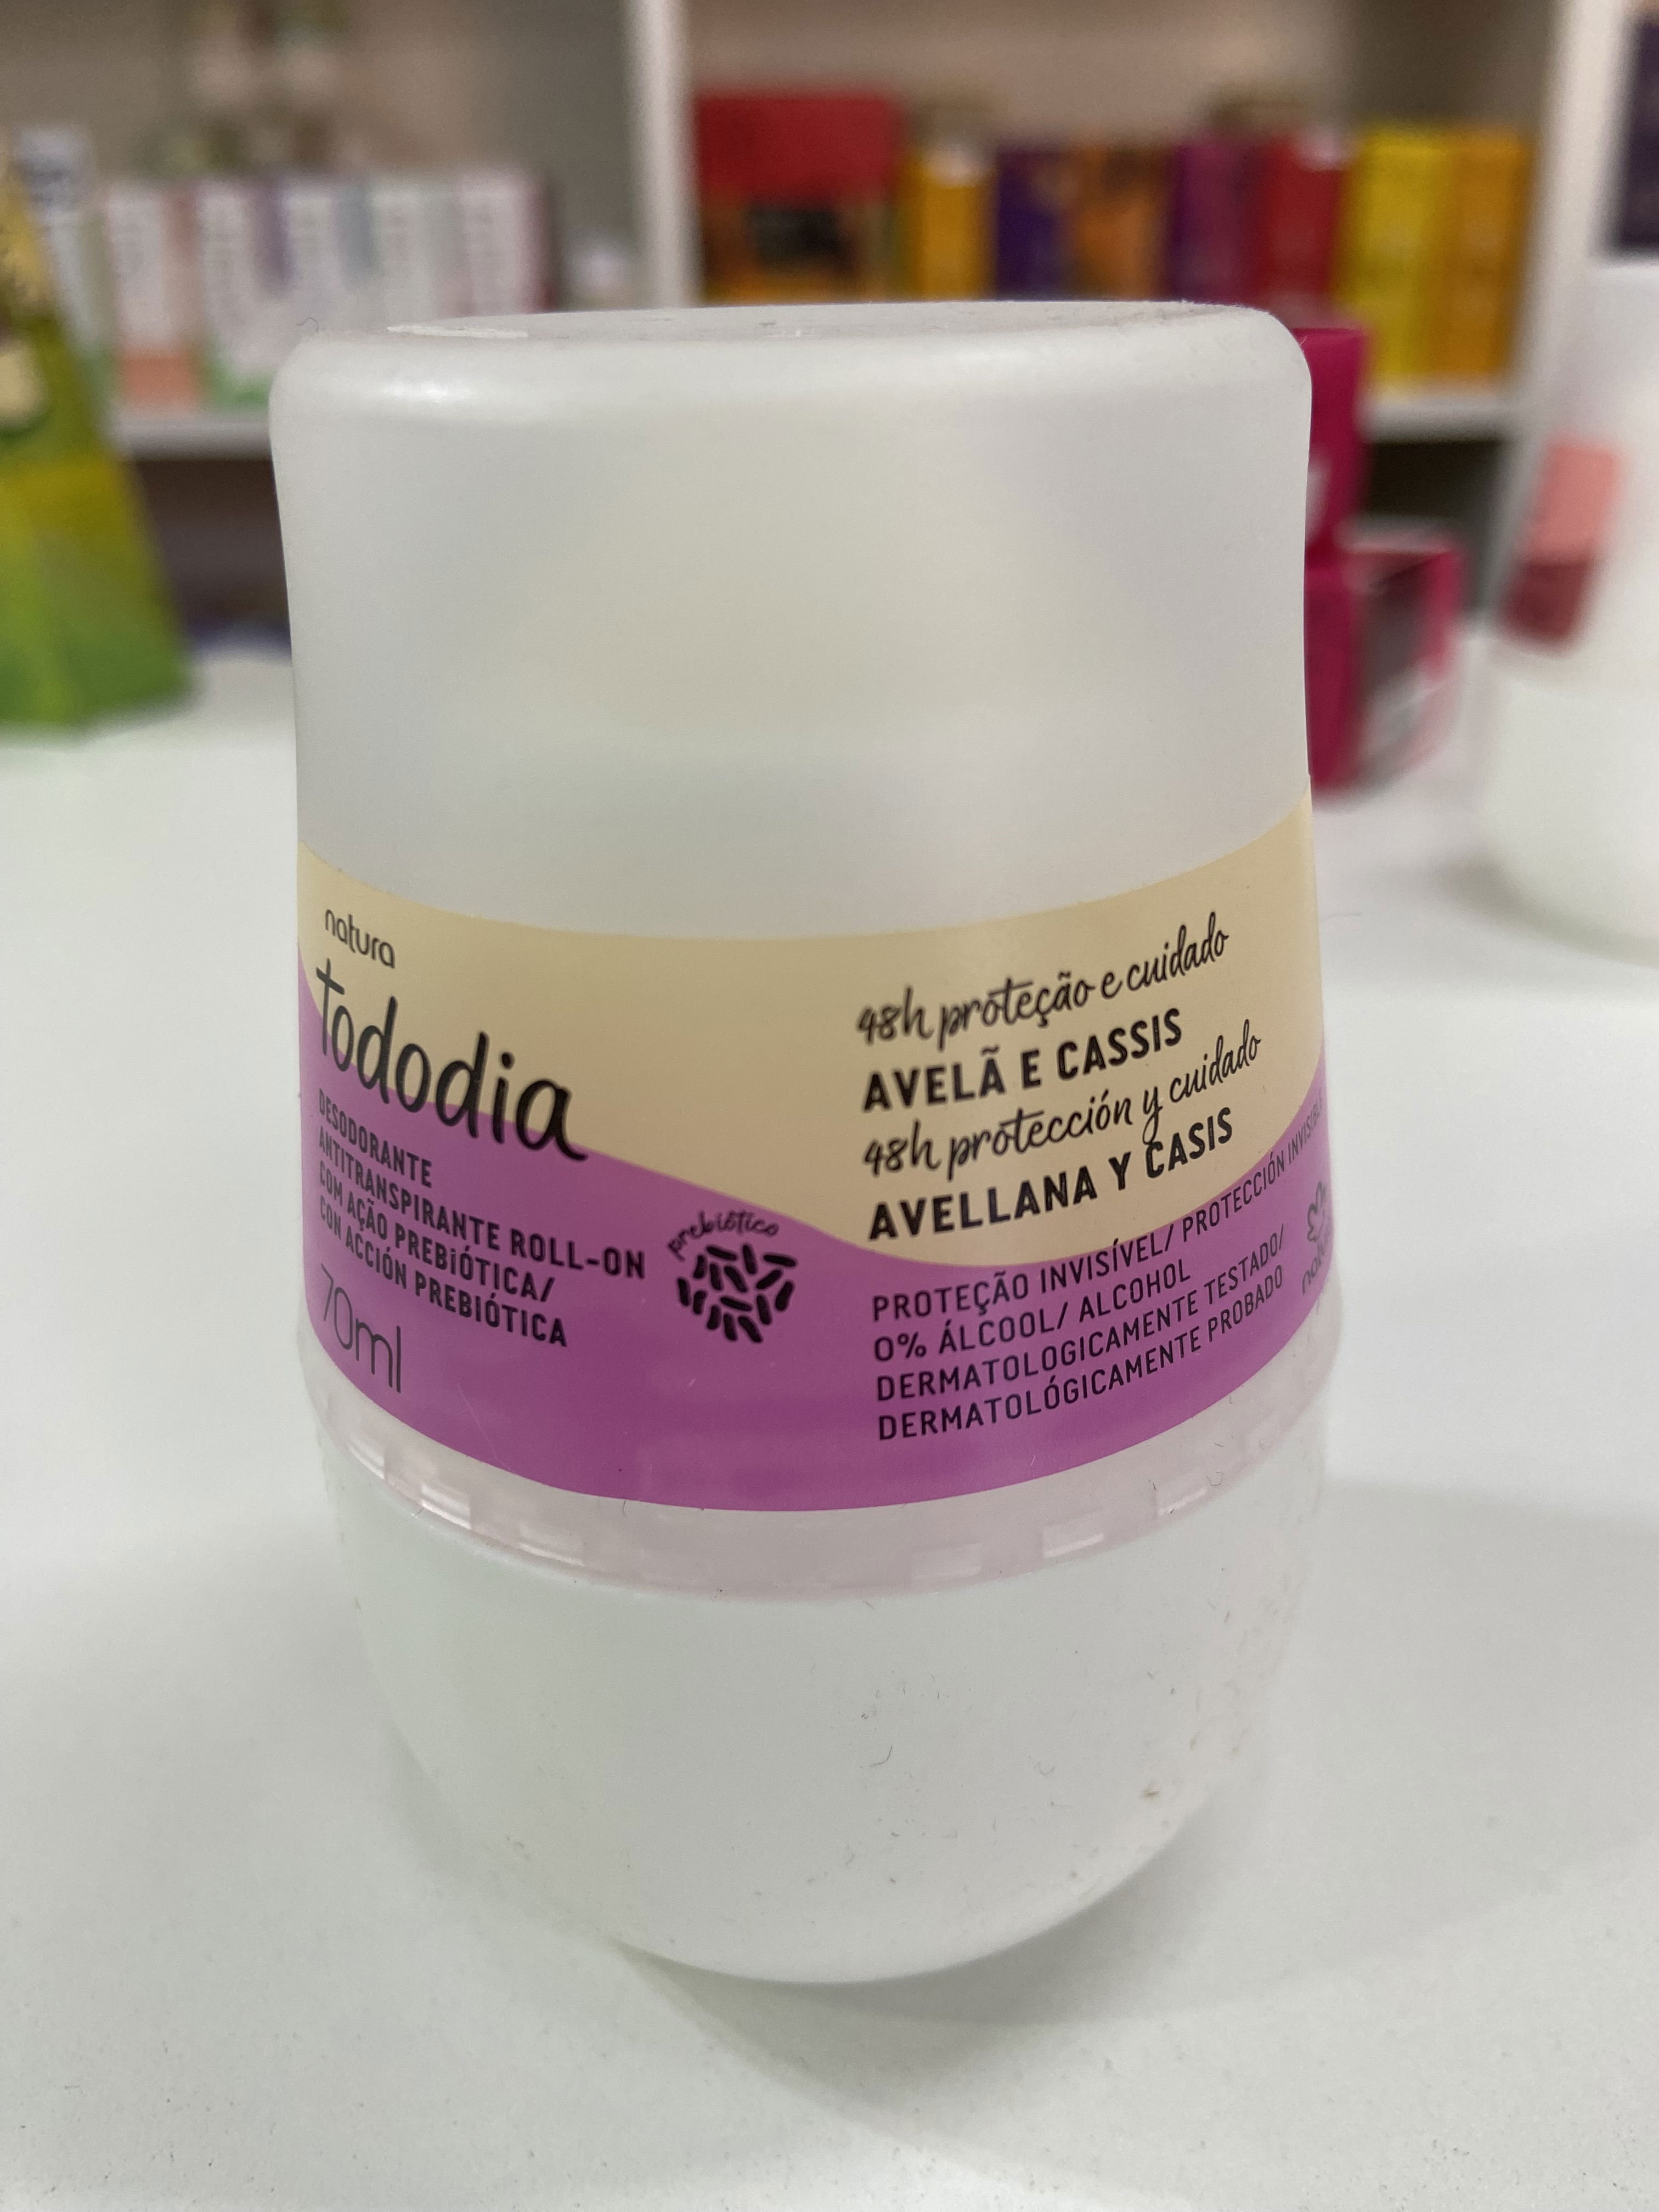 natura
tododia
DESODORANTE
ANTITRANSPIRANTE ROLL-ON
COM AÇÃO PREBIÓTICA/
CON ACCIÓN PREBIÓTICA
70ml
prebiótico
48h proteção e cuidado
AVELÃ E CASSIS
48h protección y cuidado
AVELLANA Y CASIS
PROTEÇÃO INVISÍVEL/ PROTECCIÓN INVISIBLE
0% ÁLCOOL/ ALCOHOL
DERMATOLOGICAMENTE TESTADO/
DERMATOLÓGICAMENTE PROBADO